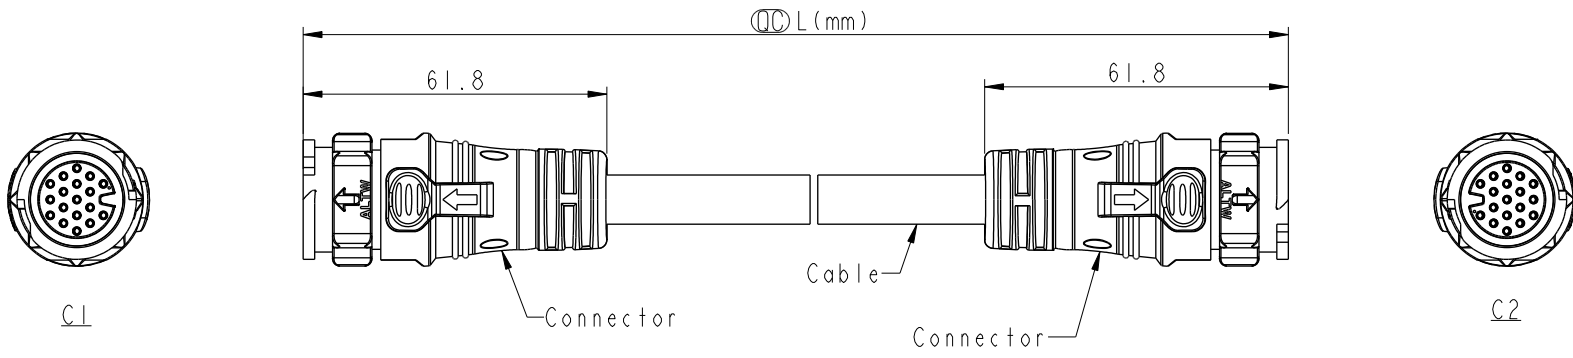 QC L(mm)
61.8
61.8
ALTW
ALTW
Cable
C1
Connector
Connector
C2